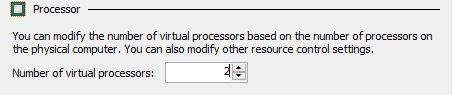 Processor
You can modify the number of virtual processors based on the number of processors on
the physical computer. You can also modify other resource control settings.
Number of virtual processors: 2